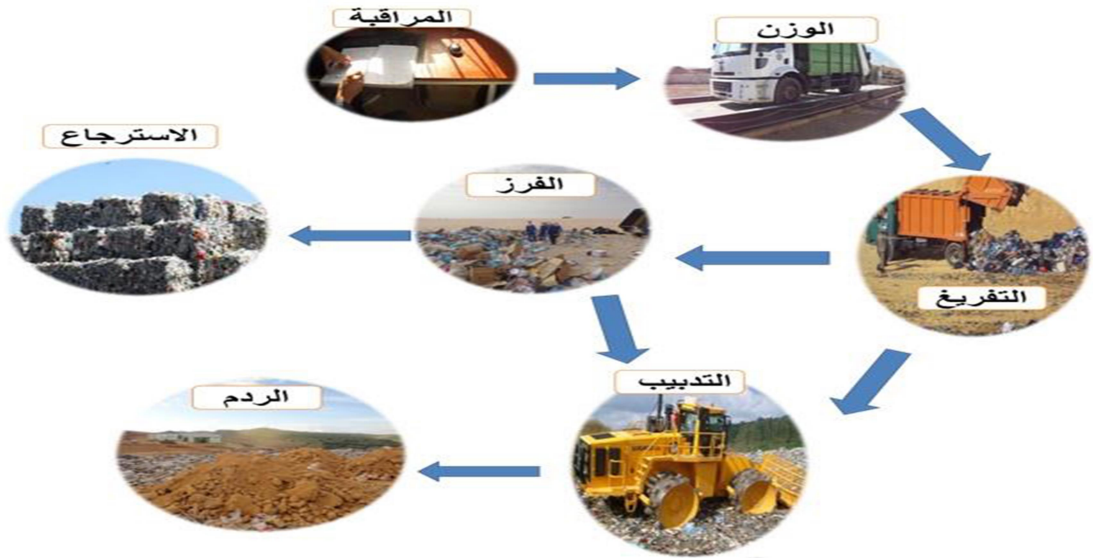 المراقبة
الوزن
التفريغ
الفرز
الاسترجاع
التدبيب
الردم